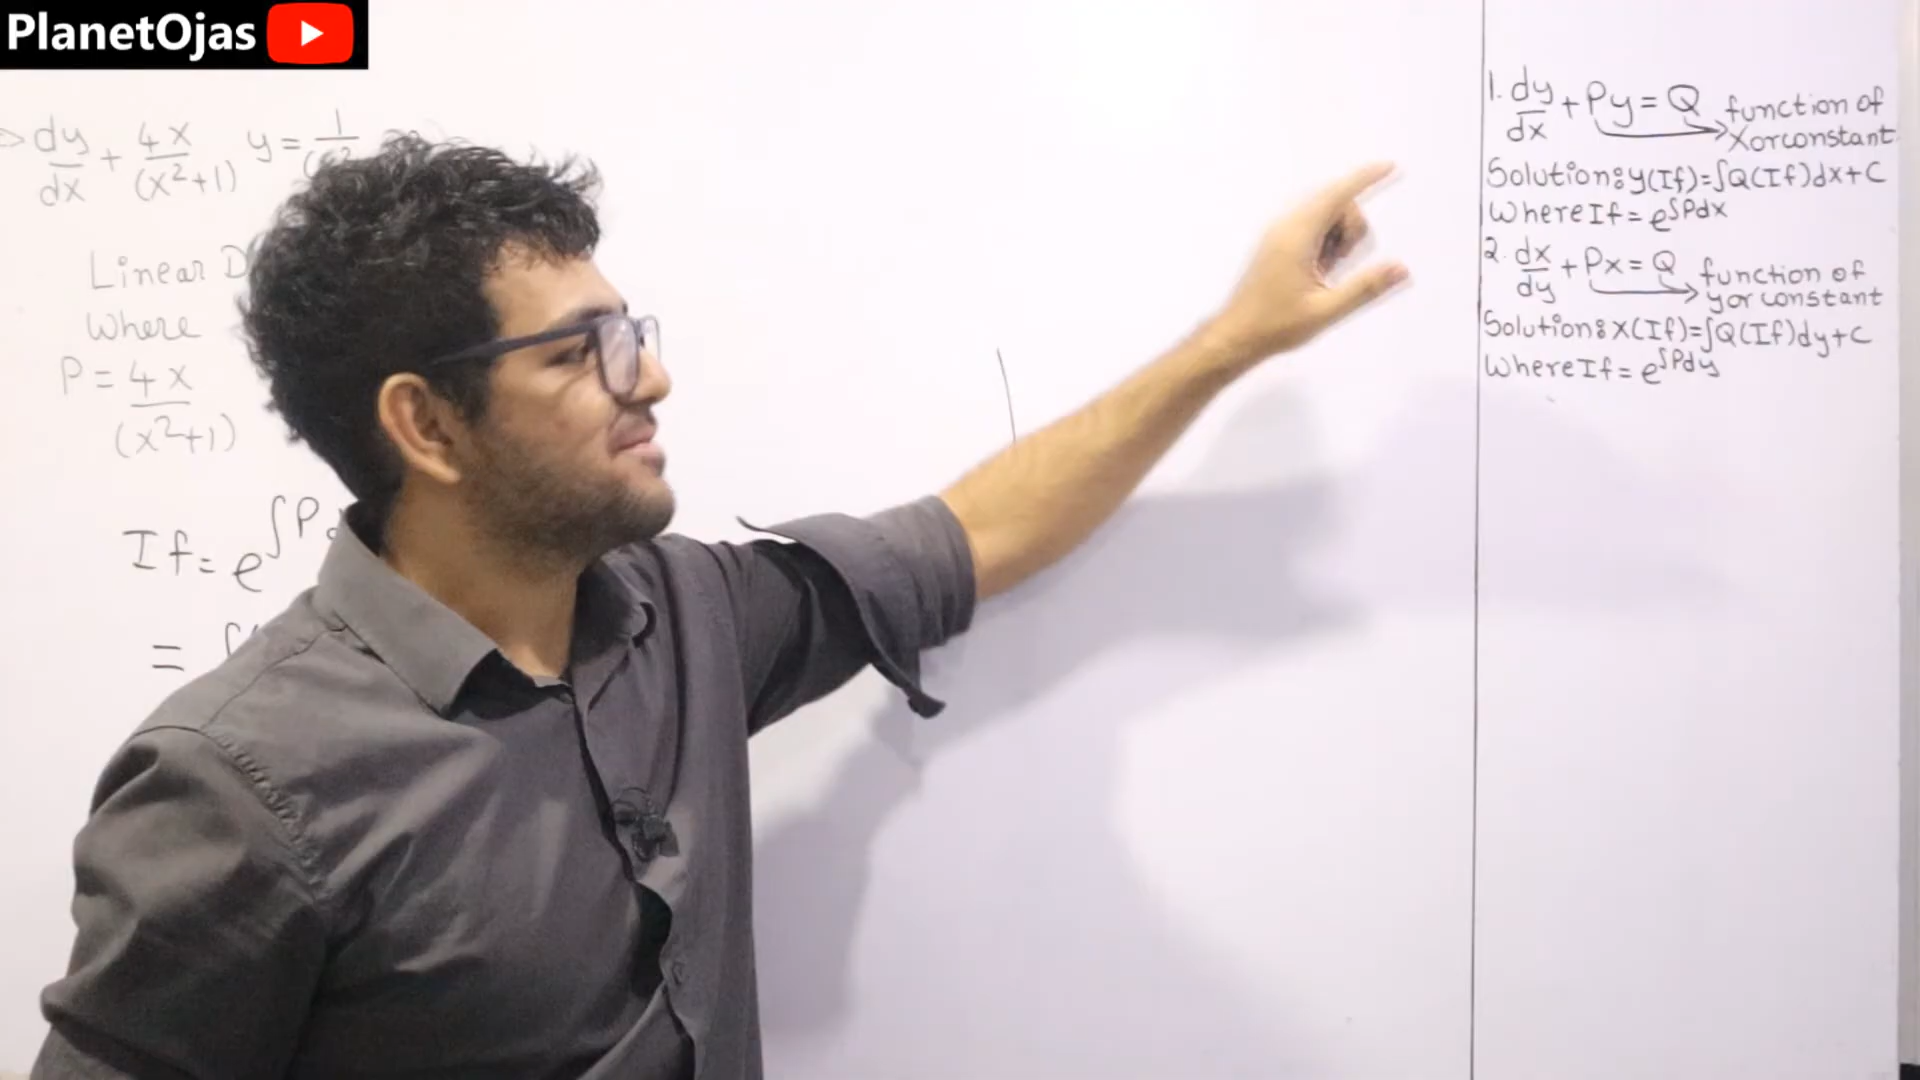 PlanetOjas
⇒ dy/dx + 4x/(x²+1) y = 1/
Linear D
Where
P = 4x/(x²+1)
If = e^∫P
=
1. dy/dx + Py = Q function of
X or constant
Solution: y(If)=∫Q(If)dx+C
Where If = e^∫Pdx
2. dx/dy + Px = Q function of
y or constant
Solution: x(If)=∫Q(If)dy+C
Where If = e^∫Pdy